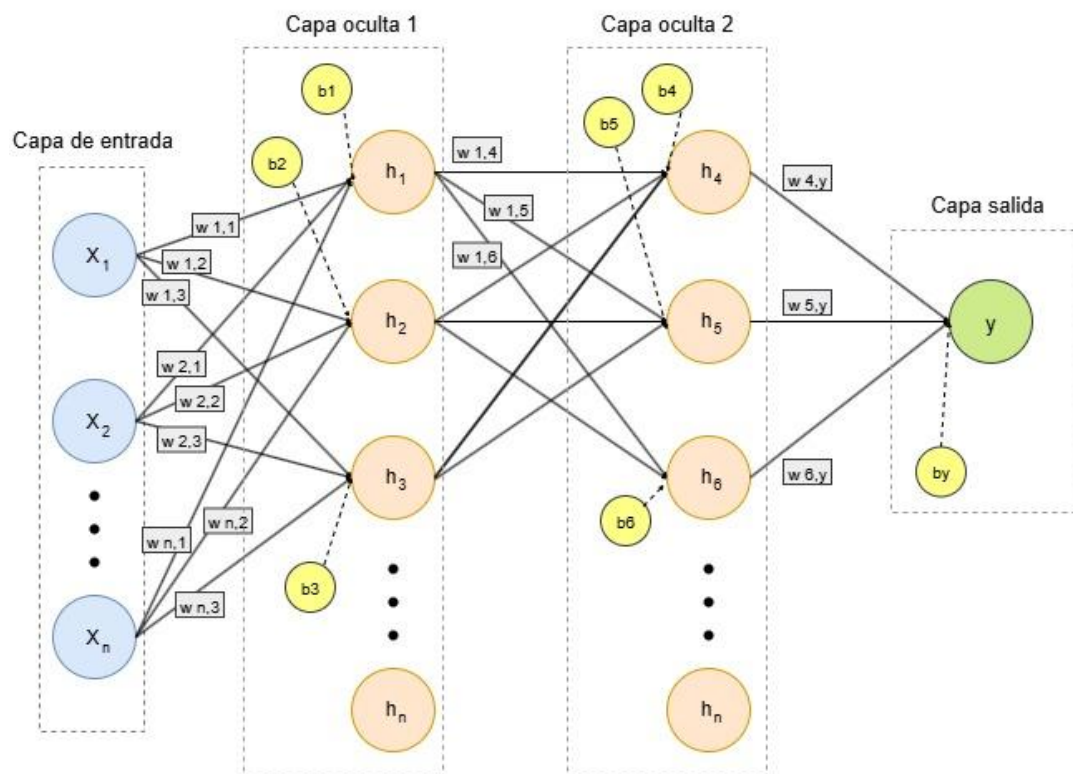 Capa oculta 1
Capa oculta 2
Capa de entrada
Capa salida
b1
b2
b3
b4
b5
b6
by
X1
X2
Xn
w 1,1
w 1,2
w 1,3
w 2,1
w 2,2
w 2,3
w n,1
w n,2
w n,3
h1
h2
h3
hn
w 1,4
w 1,5
w 1,6
h4
h5
h6
hn
w 4,y
w 5,y
w 6,y
y